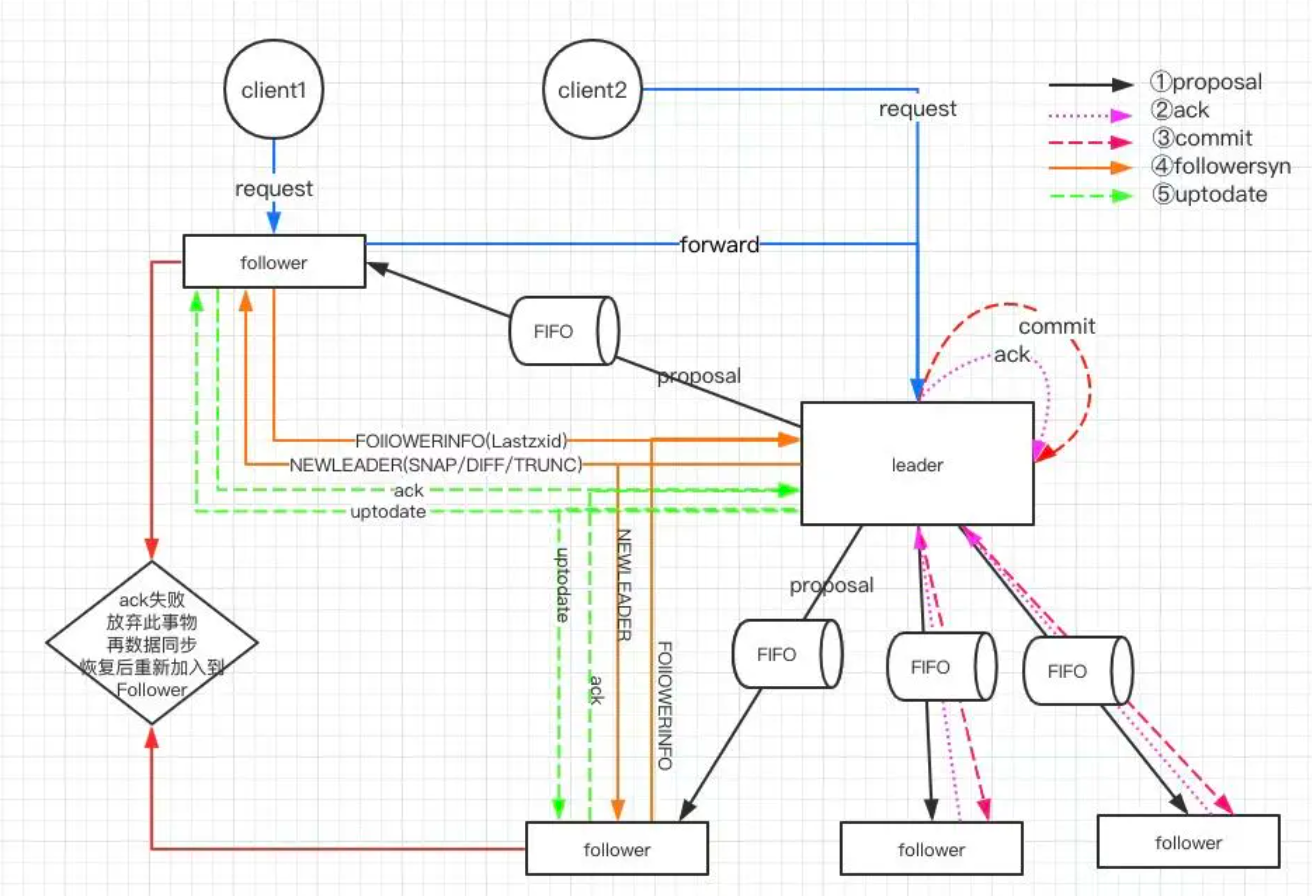 client1
client2
request
request
①proposal
②ack
③commit
④followersyn
⑤uptodate
follower
forward
FIFO
proposal
commit
ack
leader
FOllOWERINFO(Lastzxid)
NEWLEADER(SNAP/DIFF/TRUNC)
ack
uptodate
uptodate
ack
NEWLEADER
FOllOWERINFO
proposal
FIFO
FIFO
FIFO
ack失败
放弃此事物
再数据同步
恢复后重新加入到
Follower
follower
follower
follower